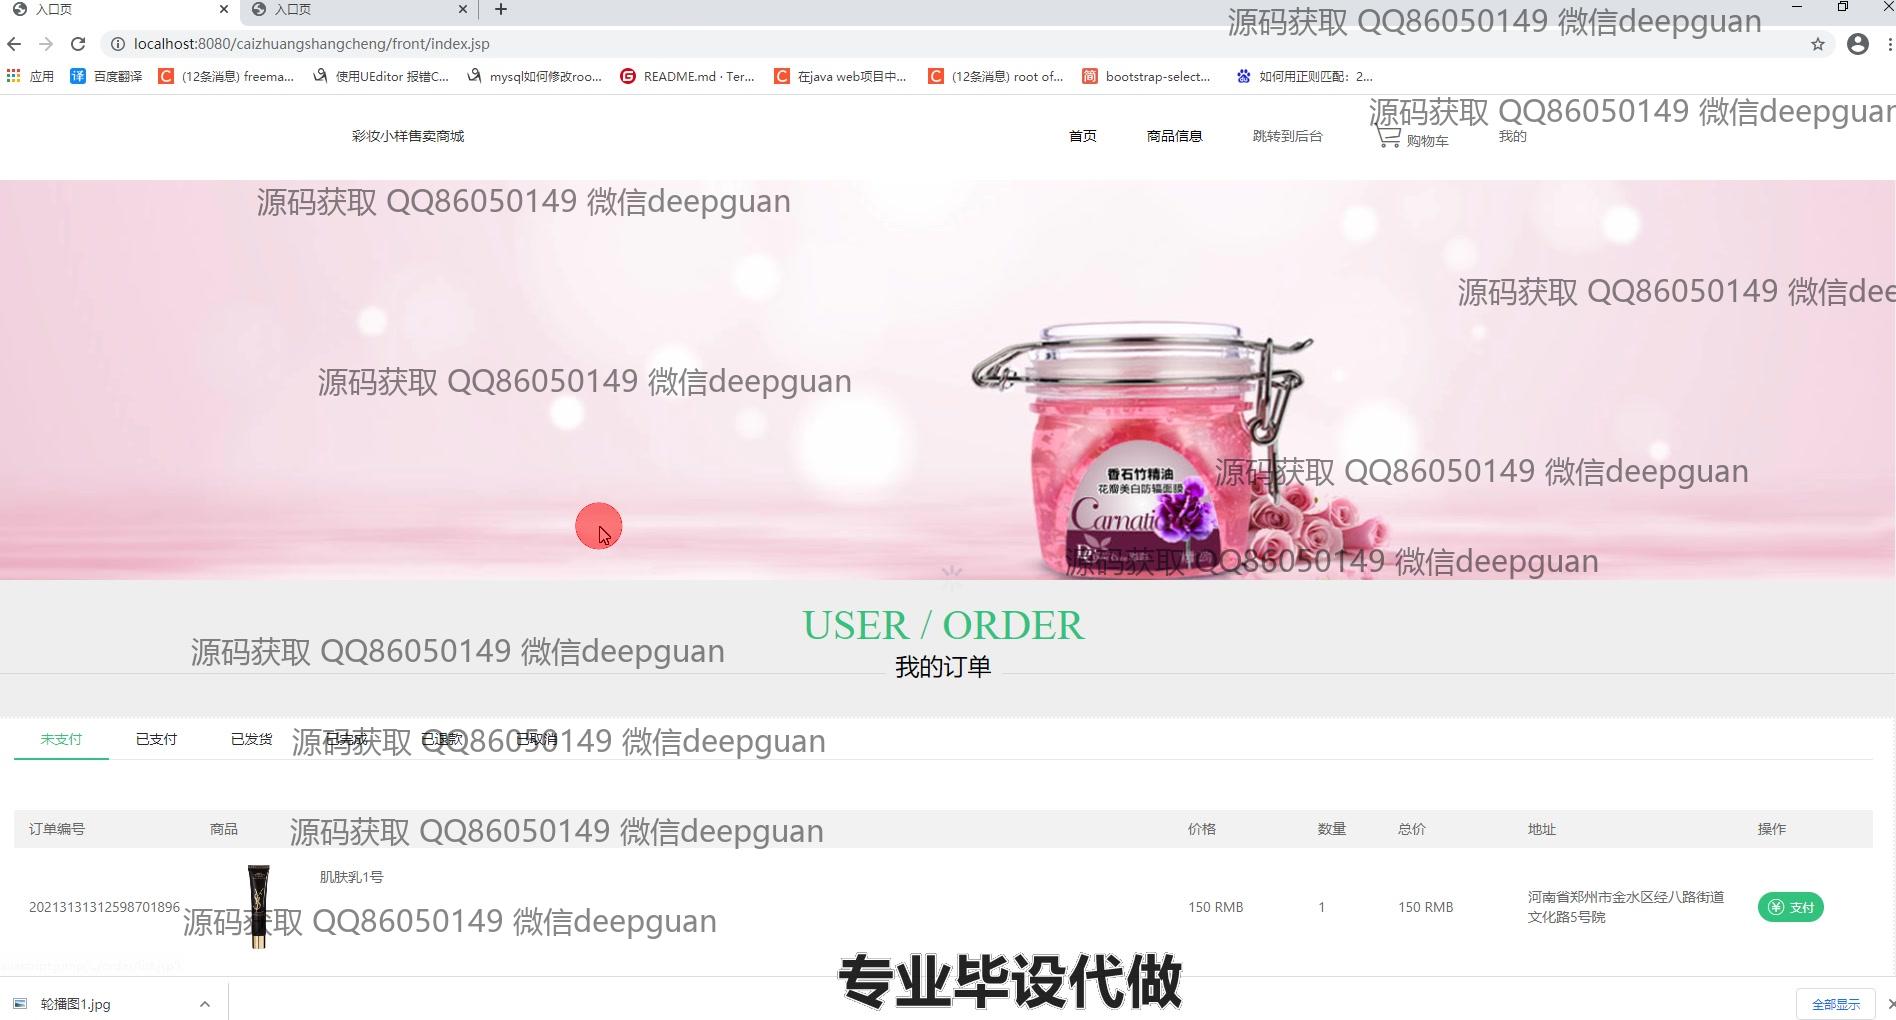 入口页
入口页
源码获取 QQ86050149 微信deepguan
localhost:8080/caizhuangshangcheng/front/index.jsp
应用
译 百度翻译
C (12条消息) freema...
使用UEditor 报错C...
mysql如何修改roo...
G README.md · Ter...
C 在java web项目中...
C (12条消息) root of...
简 bootstrap-select...
如何用正则匹配：2...
源码获取 QQ86050149 微信deepguan
彩妆小样售卖商城
首页
商品信息
跳转到后台
购物车
我的
源码获取 QQ86050149 微信deepguan
源码获取 QQ86050149 微信dee
源码获取 QQ86050149 微信deepguan
香石竹精油
花瓣美白防辐面膜
Carnati
源码获取 QQ86050149 微信deepguan
源码获取 QQ86050149 微信deepguan
USER / ORDER
源码获取 QQ86050149 微信deepguan
我的订单
未支付
已支付
已发货
已完成
已退款
已取消
源码获取 QQ86050149 微信deepguan
订单编号
商品
源码获取 QQ86050149 微信deepguan
价格
数量
总价
地址
操作
肌肤乳1号
20213131312598701896
源码获取 QQ86050149 微信deepguan
150 RMB
1
150 RMB
河南省郑州市金水区经八路街道
文化路5号院
支付
专业毕设代做
轮播图1.jpg
全部显示